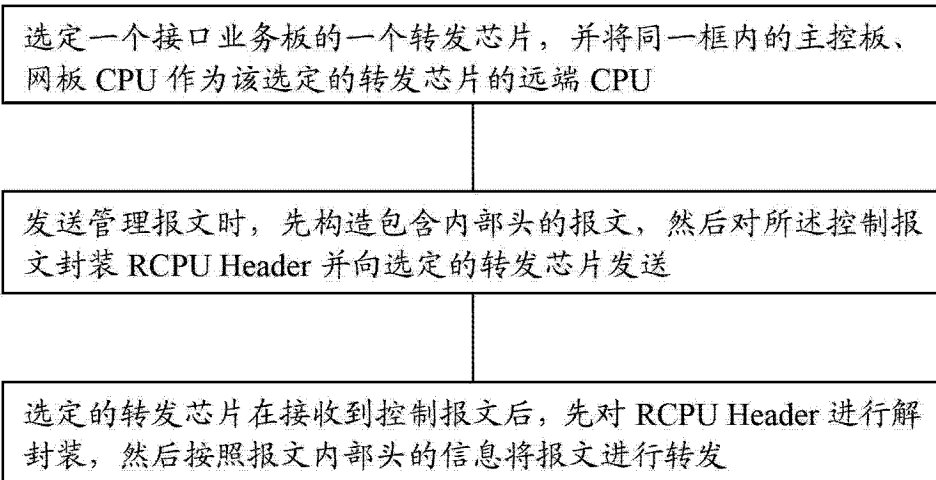 选定一个接口业务板的一个转发芯片，并将同一框内的主控板、
网板 CPU 作为该选定的转发芯片的远端 CPU
发送管理报文时，先构造包含内部头的报文，然后对所述控制报
文封装 RCPU Header 并向选定的转发芯片发送
选定的转发芯片在接收到控制报文后，先对 RCPU Header 进行解
封装，然后按照报文内部头的信息将报文进行转发